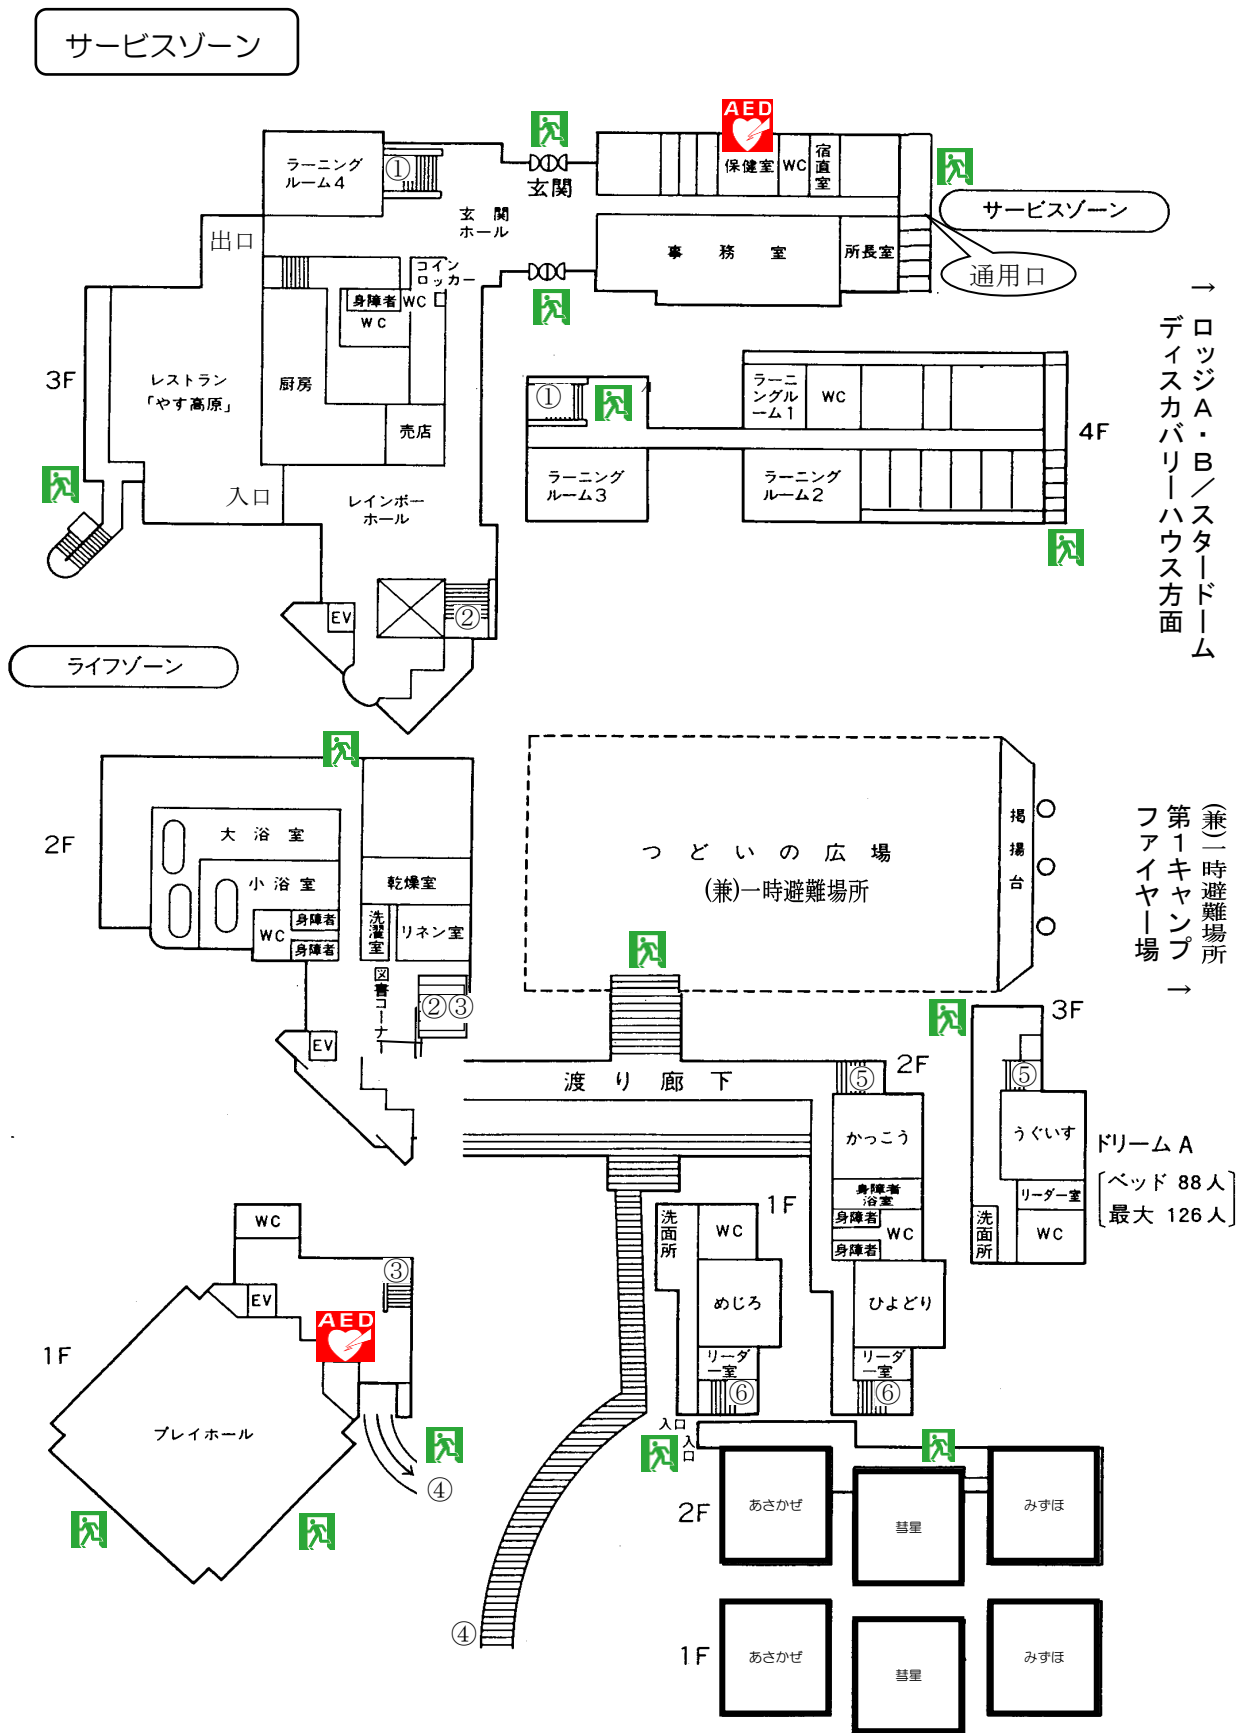 サービスゾーン
AED
ラーニング
ルーム4
①
玄関
保健室
WC
宿直室
サービスゾーン
玄関
ホール
出口
事務室
所長室
通用口
コイン
ロッカー
身障者
WC
WC
3F
レストラン
「やす高原」
厨房
売店
入口
レインボー
ホール
①
ラーニ
ングル
ーム1
WC
4F
ラーニング
ルーム3
ラーニング
ルーム2
→ロッジA・B／スタードーム
ディスカバリーハウス方面
EV
②
ライフゾーン
2F
大浴室
小浴室
身障者
WC
身障者
乾燥室
洗濯室
リネン室
図書コーナー
②③
EV
つどいの広場
(兼)一時避難場所
掲揚台
(兼)一時避難場所
第1キャンプ→
ファイヤー場
渡り廊下
⑤
2F
かっこう
身障者
浴室
身障者
WC
身障者
ひよどり
リーダ
ー室
⑥
3F
⑤
うぐいす
リーダー室
洗面所
WC
ドリームA
ベッド 88人
最大 126人
1F
洗面所
WC
めじろ
リーダ
ー室
⑥
WC
③
EV
AED
1F
プレイホール
④
④
入口
入口
2F
あさかぜ
彗星
みずほ
1F
あさかぜ
彗星
みずほ